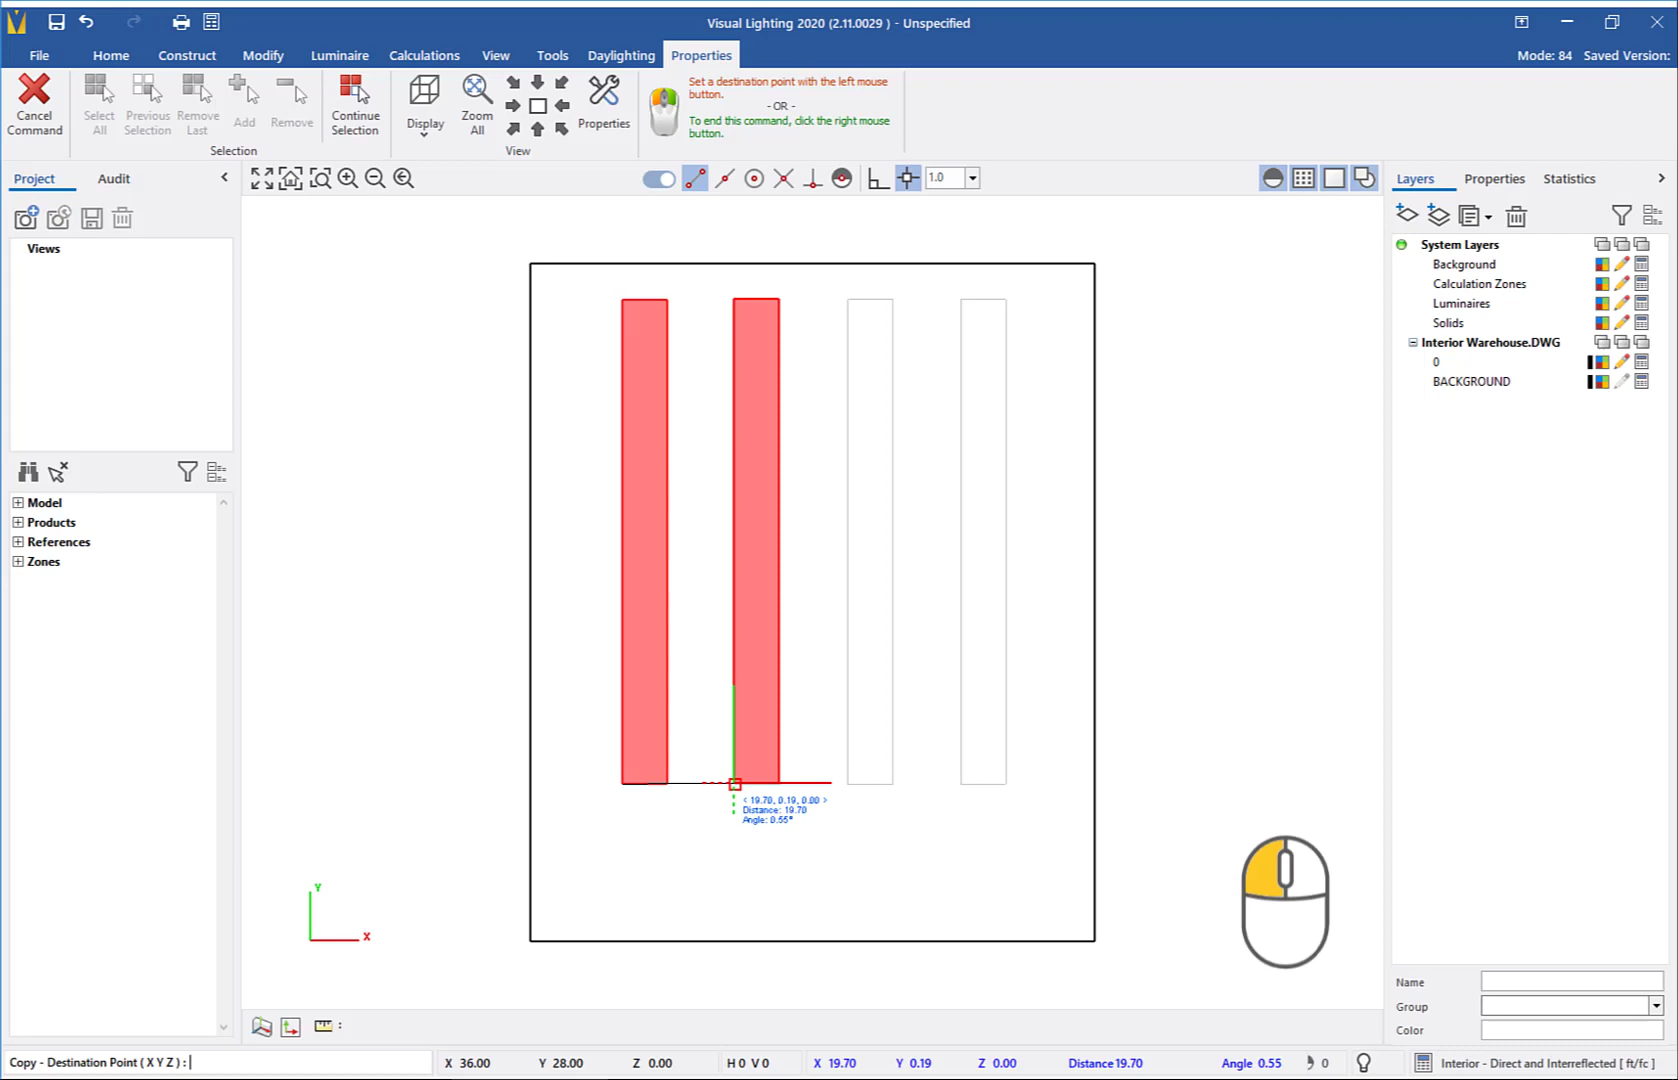 Visual Lighting 2020 (2.11.0029 ) - Unspecified
File Home Construct Modify Luminaire Calculations View Tools Daylighting Properties Mode: 84 Saved Version:
Cancel Command
Select All
Previous Selection
Remove Last
Add
Remove
Continue Selection
Selection
Display
Zoom All
Properties
View
Set a destination point with the left mouse button.
- OR -
To end this command, click the right mouse button.
Project Audit
1.0
Layers Properties Statistics
Views
System Layers
Background
Calculation Zones
Luminaires
Solids
Interior Warehouse.DWG
0
BACKGROUND
Model
Products
References
Zones
< 19.70, 0.19, 0.00 >
Distance: 19.70
Angle: 0.55°
Y
X
Name
Group
Color
:
Copy - Destination Point ( X Y Z ) : X 36.00 Y 28.00 Z 0.00 H 0 V 0 X 19.70 Y 0.19 Z 0.00 Distance 19.70 Angle 0.55 0 Interior - Direct and Interreflected [ ft/fc ]